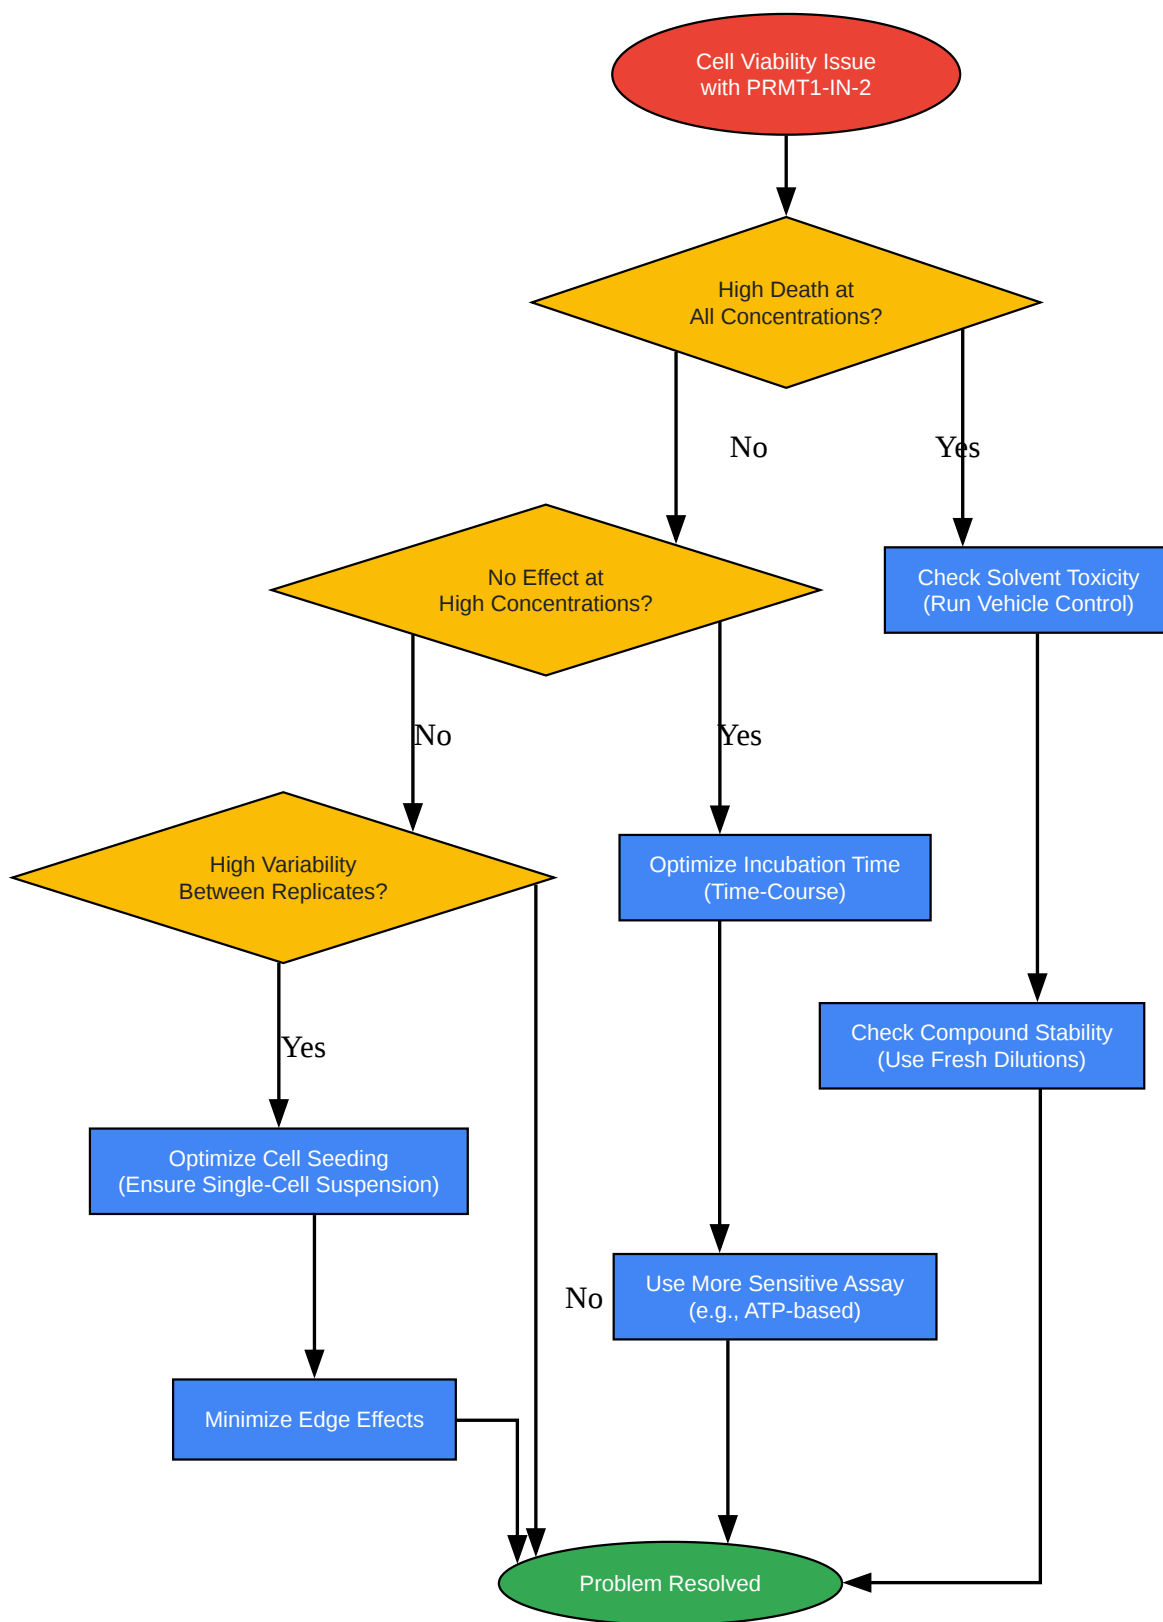 Cell Viability Issue
with PRMT1-IN-2
High Death at
All Concentrations?
No
Yes
No Effect at
High Concentrations?
Check Solvent Toxicity
(Run Vehicle Control)
No
Yes
High Variability
Between Replicates?
Optimize Incubation Time
(Time-Course)
Check Compound Stability
(Use Fresh Dilutions)
Yes
Optimize Cell Seeding
(Ensure Single-Cell Suspension)
No
Use More Sensitive Assay
(e.g., ATP-based)
Minimize Edge Effects
Problem Resolved